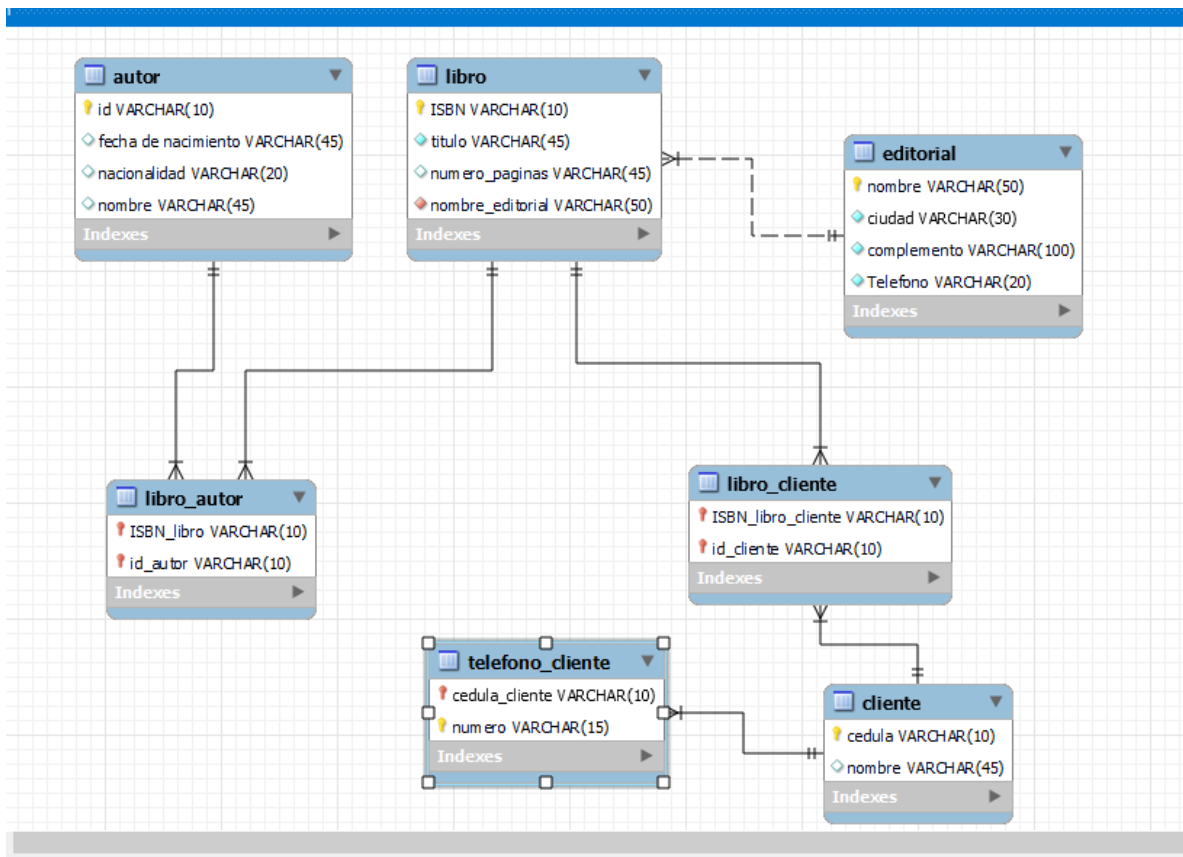 autor
id VARCHAR(10)
fecha de nacimiento VARCHAR(45)
nacionalidad VARCHAR(20)
nombre VARCHAR(45)
Indexes
libro
ISBN VARCHAR(10)
titulo VARCHAR(45)
numero_paginas VARCHAR(45)
nombre_editorial VARCHAR(50)
Indexes
editorial
nombre VARCHAR(50)
ciudad VARCHAR(30)
complemento VARCHAR(100)
Telefono VARCHAR(20)
Indexes
libro_autor
ISBN_libro VARCHAR(10)
id_autor VARCHAR(10)
Indexes
libro_cliente
ISBN_libro_cliente VARCHAR(10)
id_cliente VARCHAR(10)
Indexes
telefono_cliente
cedula_cliente VARCHAR(10)
numero VARCHAR(15)
Indexes
cliente
cedula VARCHAR(10)
nombre VARCHAR(45)
Indexes